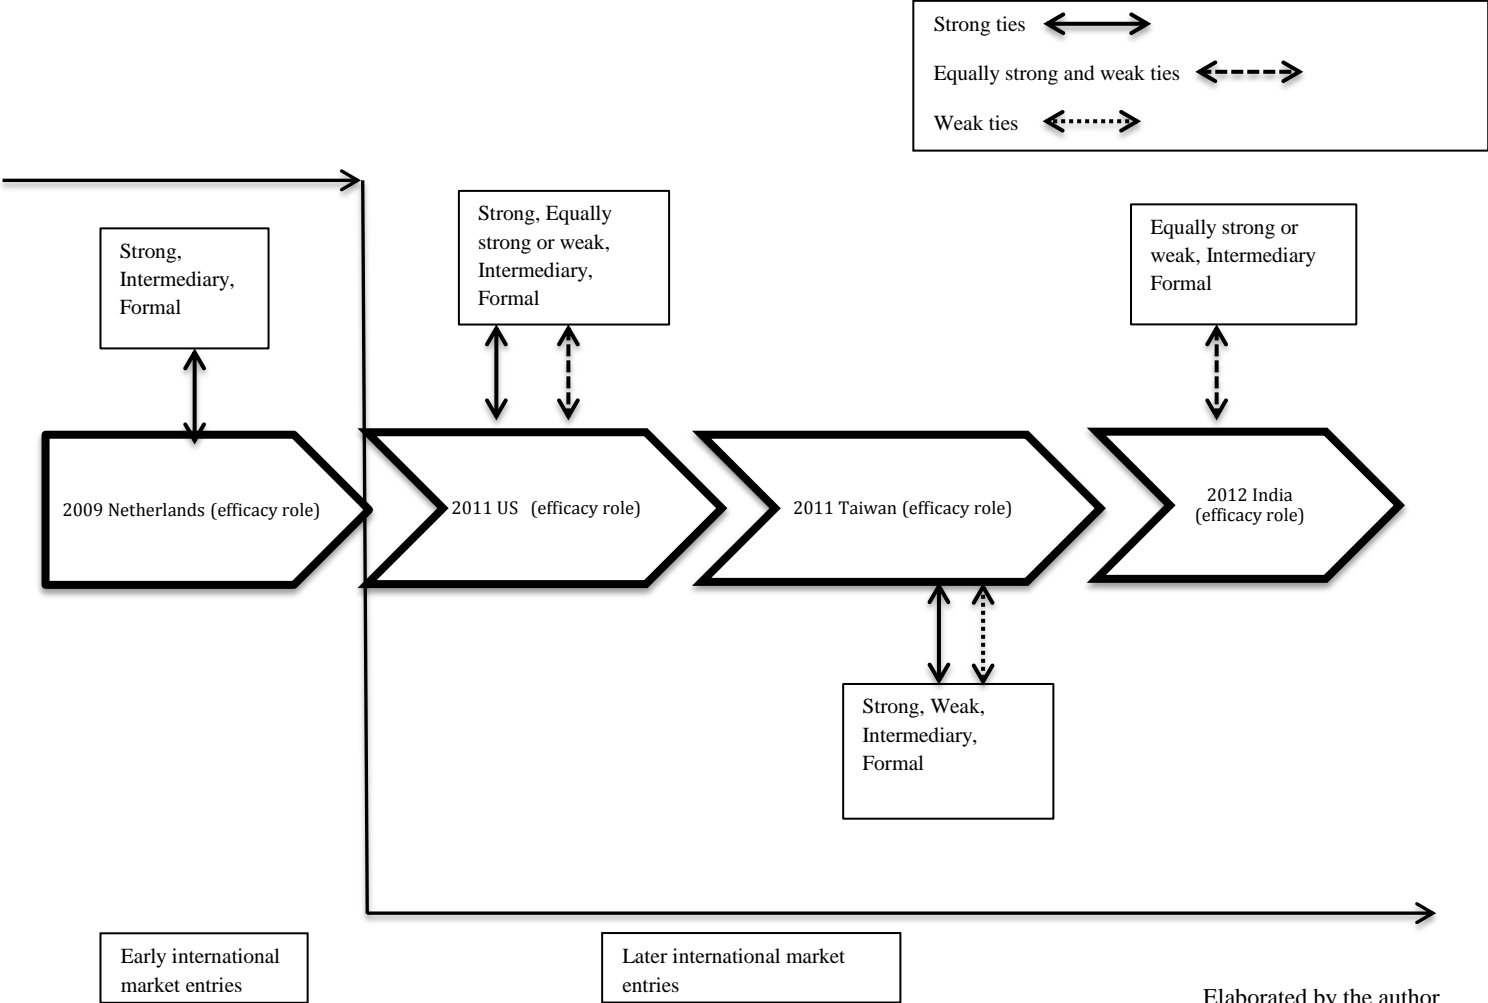 Strong ties
Equally strong and weak ties
Weak ties
Strong, Equally
strong or weak,
Intermediary,
Formal
Equally strong or
weak, Intermediary
Formal
Strong,
Intermediary,
Formal
2009 Netherlands (efficacy role)
2011 US (efficacy role)
2011 Taiwan (efficacy role)
2012 India
(efficacy role)
Strong, Weak,
Intermediary,
Formal
Early international
market entries
Later international market
entries
Elaborated by the author